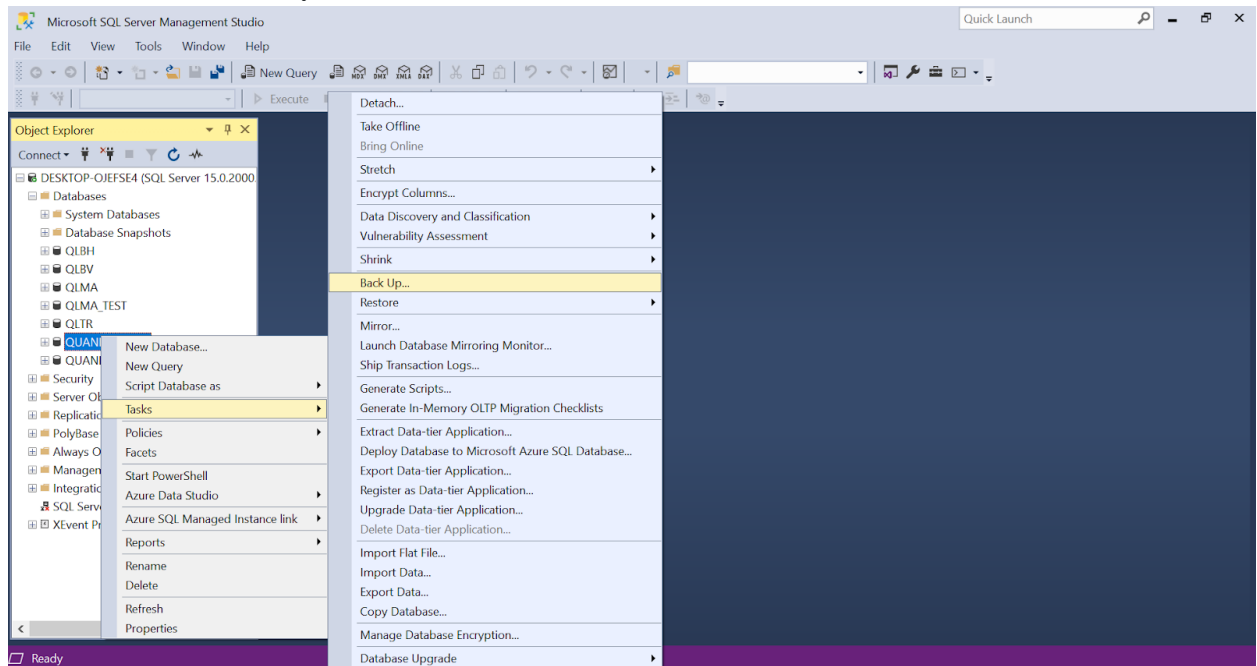 Microsoft SQL Server Management Studio
Quick Launch
File Edit View Tools Window Help
New Query
MDX DMX XMLA DAX
Execute
Object Explorer
Connect
DESKTOP-OJEFSE4 (SQL Server 15.0.2000
Databases
System Databases
Database Snapshots
QLBH
QLBV
QLMA
QLMA_TEST
QLTR
QUAN
QUAN
Security
Server Ob
Replicatio
PolyBase
Always O
Managem
Integratio
SQL Serv
XEvent Pr
New Database...
New Query
Script Database as
Tasks
Policies
Facets
Start PowerShell
Azure Data Studio
Azure SQL Managed Instance link
Reports
Rename
Delete
Refresh
Properties
Detach...
Take Offline
Bring Online
Stretch
Encrypt Columns...
Data Discovery and Classification
Vulnerability Assessment
Shrink
Back Up...
Restore
Mirror...
Launch Database Mirroring Monitor...
Ship Transaction Logs...
Generate Scripts...
Generate In-Memory OLTP Migration Checklists
Extract Data-tier Application...
Deploy Database to Microsoft Azure SQL Database...
Export Data-tier Application...
Register as Data-tier Application...
Upgrade Data-tier Application...
Delete Data-tier Application...
Import Flat File...
Import Data...
Export Data...
Copy Database...
Manage Database Encryption...
Database Upgrade
Ready